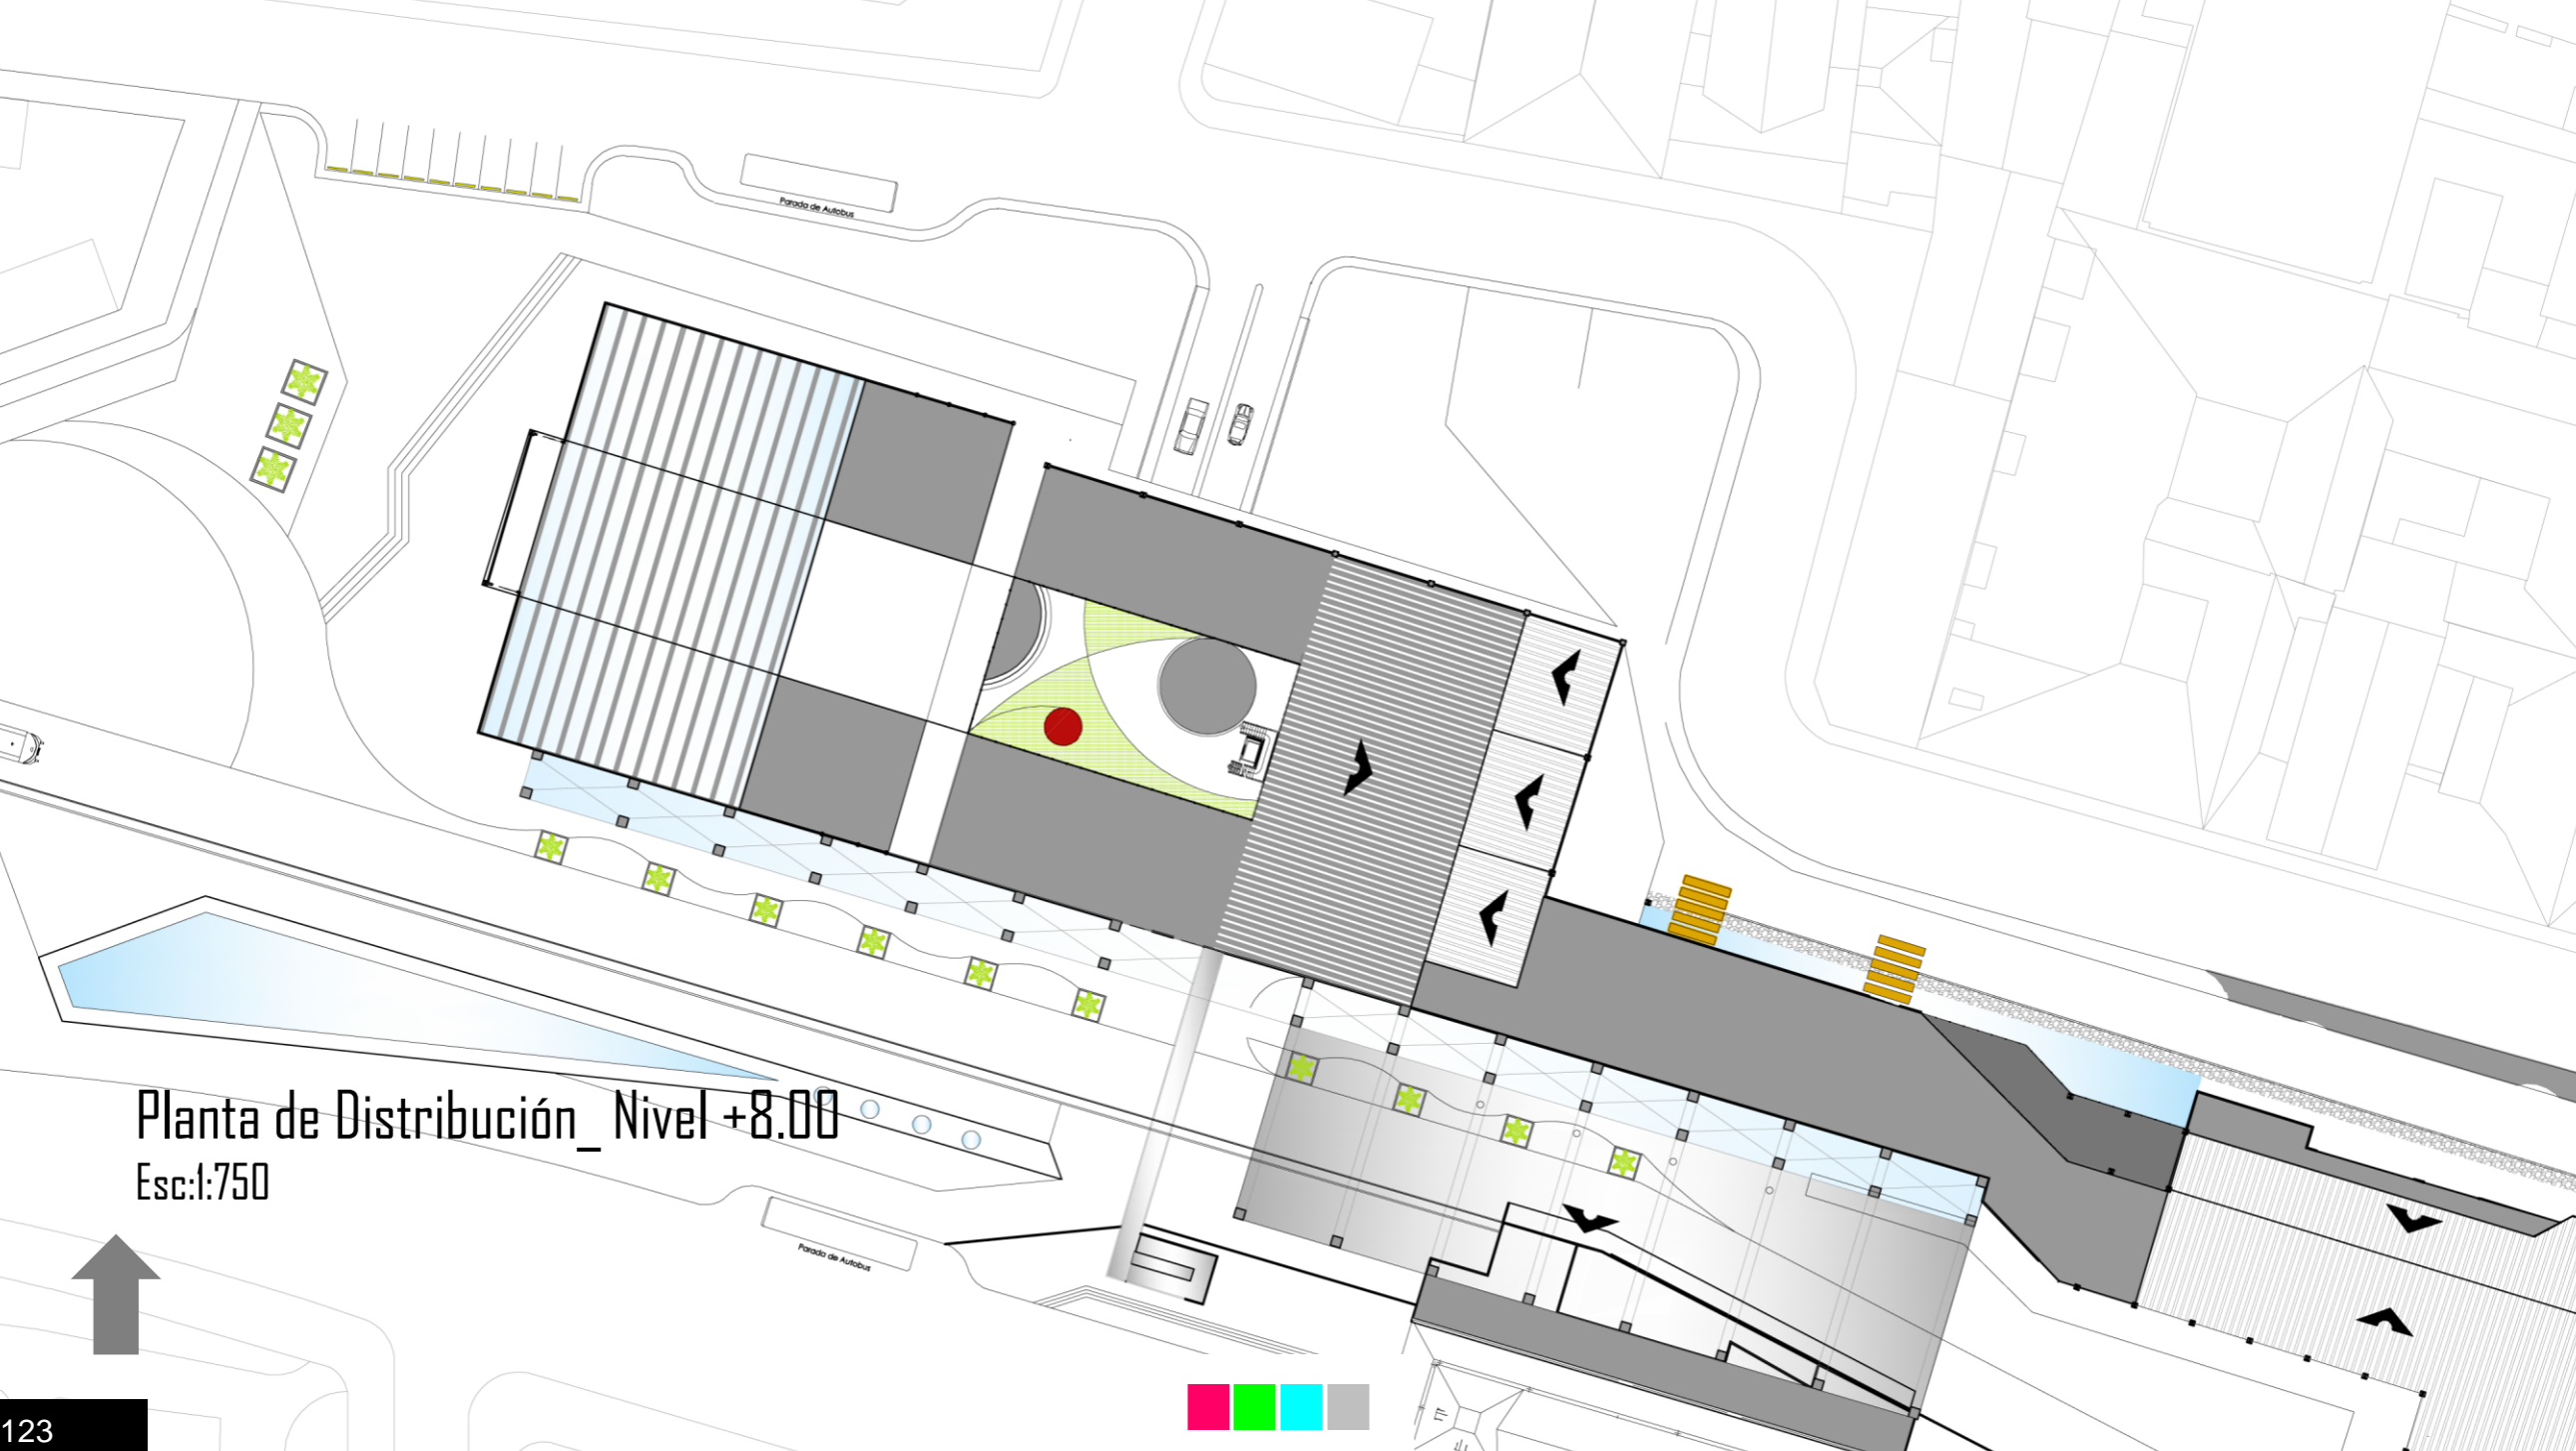 Parada de Autobus
Planta de Distribución_ Nivel +8.00
Esc:1:750
Parada de Autobus
123